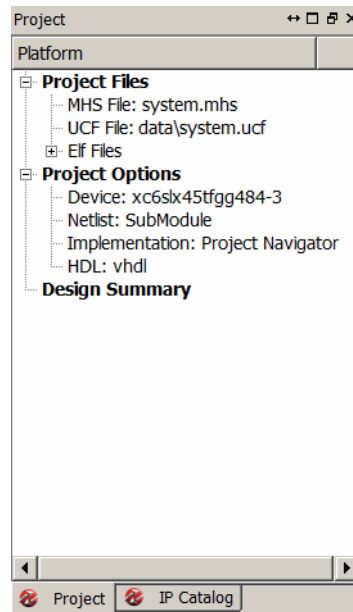 Project
Platform
Project Files
MHS File: system.mhs
UCF File: data\system.ucf
Elf Files
Project Options
Device: xc6slx45tfgg484-3
Netlist: SubModule
Implementation: Project Navigator
HDL: vhdl
Design Summary
Project IP Catalog